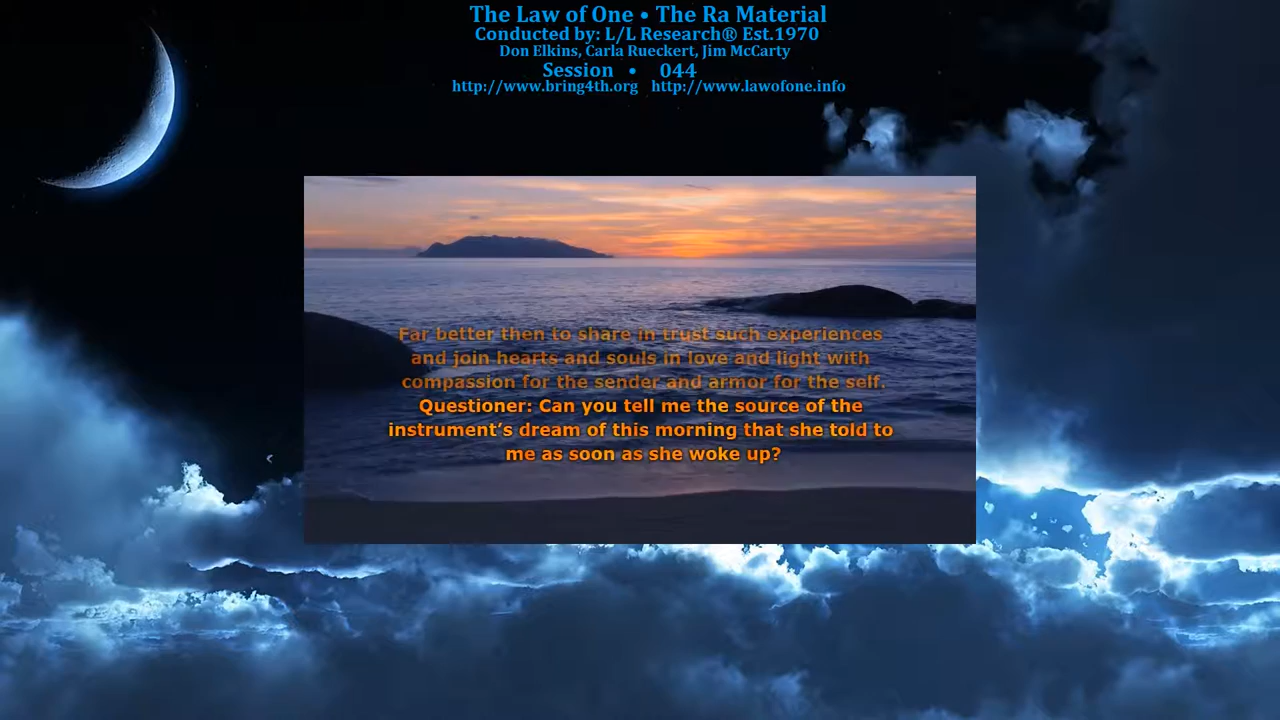 The Law of One • The Ra Material
Conducted by: L/L Research® Est.1970
Don Elkins, Carla Rueckert, Jim McCarty
Session • 044
http://www.bring4th.org http://www.lawofone.info
Far better then to share in trust such experiences
and join hearts and souls in love and light with
compassion for the sender and armor for the self.
Questioner: Can you tell me the source of the
instrument’s dream of this morning that she told to
me as soon as she woke up?